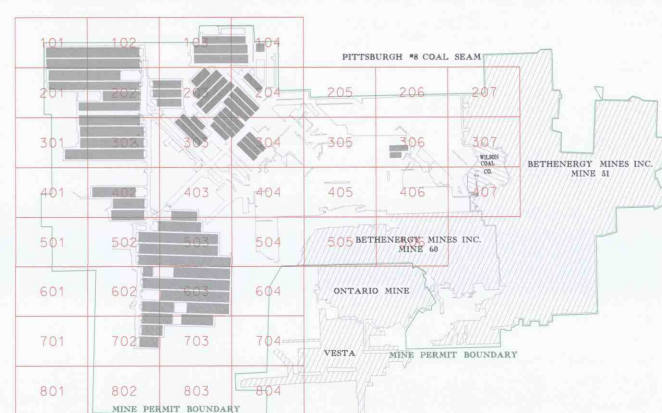 101 102 103 104
PITTSBURGH #8 COAL SEAM
201 202 203 204 205 206 207
301 302 303 304 305 306 307
WILSON
COAL
CO.
BETHENERGY MINES INC.
MINE 51
401 402 403 404 405 406 407
501 502 503 504 505
BETHENERGY MINES INC.
MINE 60
601 602 603 604
ONTARIO MINE
701 702 703 704
VESTA
MINE PERMIT BOUNDARY
801 802 803 804
MINE PERMIT BOUNDARY